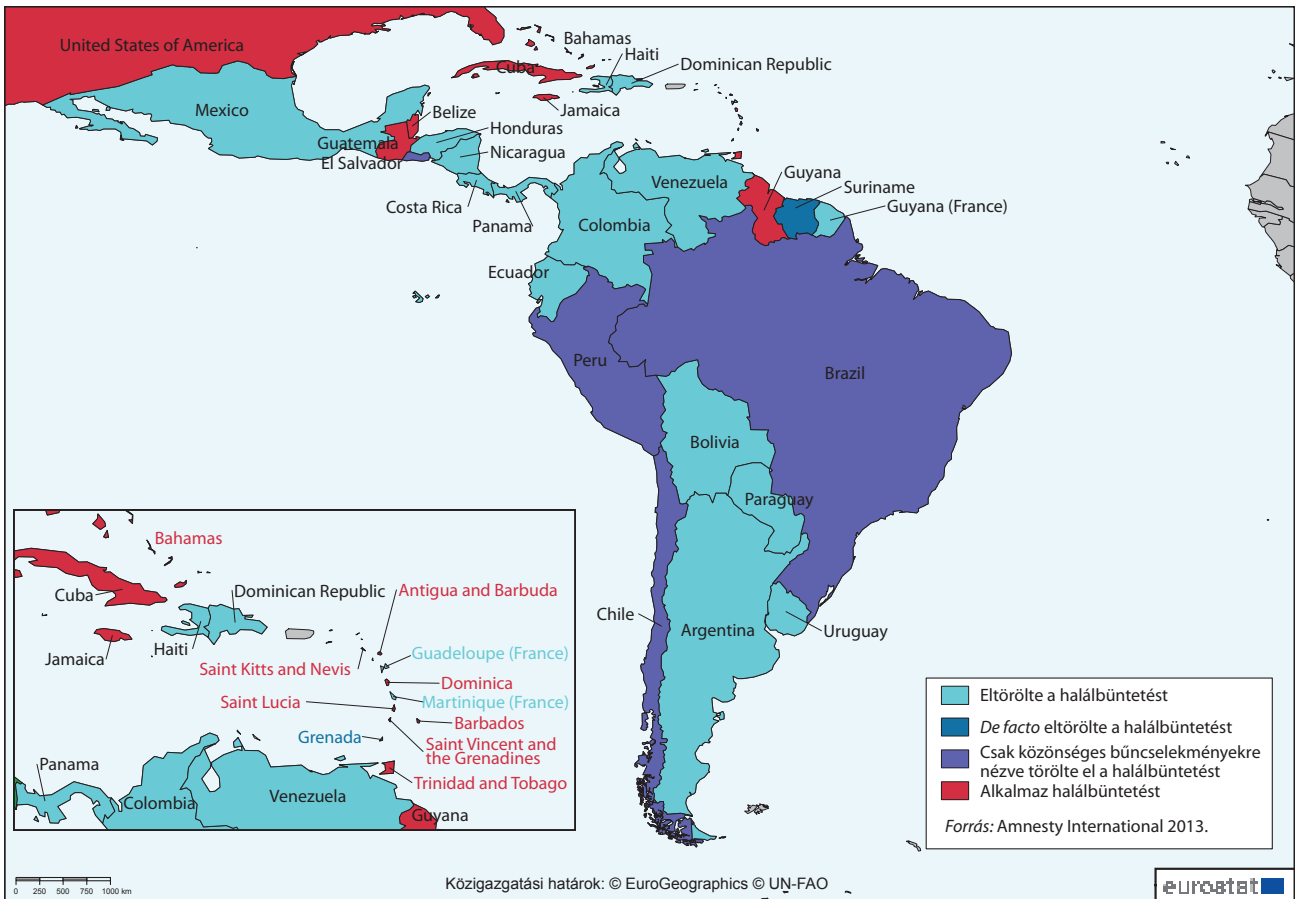 United States of America
Bahamas
Haiti
Cuba
Dominican Republic
Mexico
Jamaica
Belize
Honduras
Guatemala
Nicaragua
El Salvador
Costa Rica
Panama
Venezuela
Guyana
Suriname
Guyana (France)
Colombia
Ecuador
Peru
Brazil
Bolivia
Paraguay
Chile
Argentina
Uruguay
Bahamas
Cuba
Dominican Republic
Antigua and Barbuda
Jamaica
Haiti
Guadeloupe (France)
Saint Kitts and Nevis
Dominica
Saint Lucia
Martinique (France)
Barbados
Grenada
Saint Vincent and
the Grenadines
Panama
Trinidad and Tobago
Colombia
Venezuela
Guyana
Eltörölte a halálbüntetést
De facto eltörölte a halálbüntetést
Csak közönséges bűncselekményekre
nézve törölte el a halálbüntetést
Alkalmaz halálbüntetést
Forrás: Amnesty International 2013.
0 250 500 750 1000 km
Közigazgatási határok: © EuroGeographics © UN-FAO
eurostat